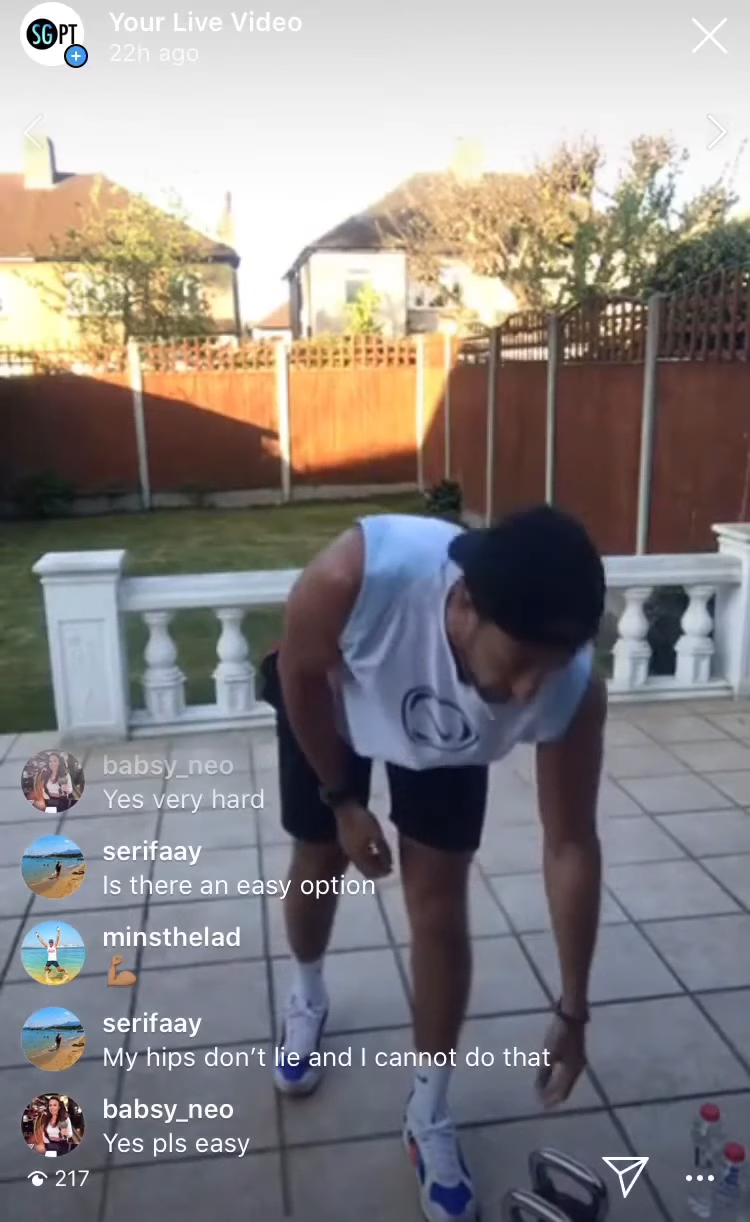 SGPT
Your Live Video
22h ago
babsy_neo
Yes very hard
serifaay
Is there an easy option
minsthelad
💪🏽
serifaay
My hips don’t lie and I cannot do that
babsy_neo
Yes pls easy
217